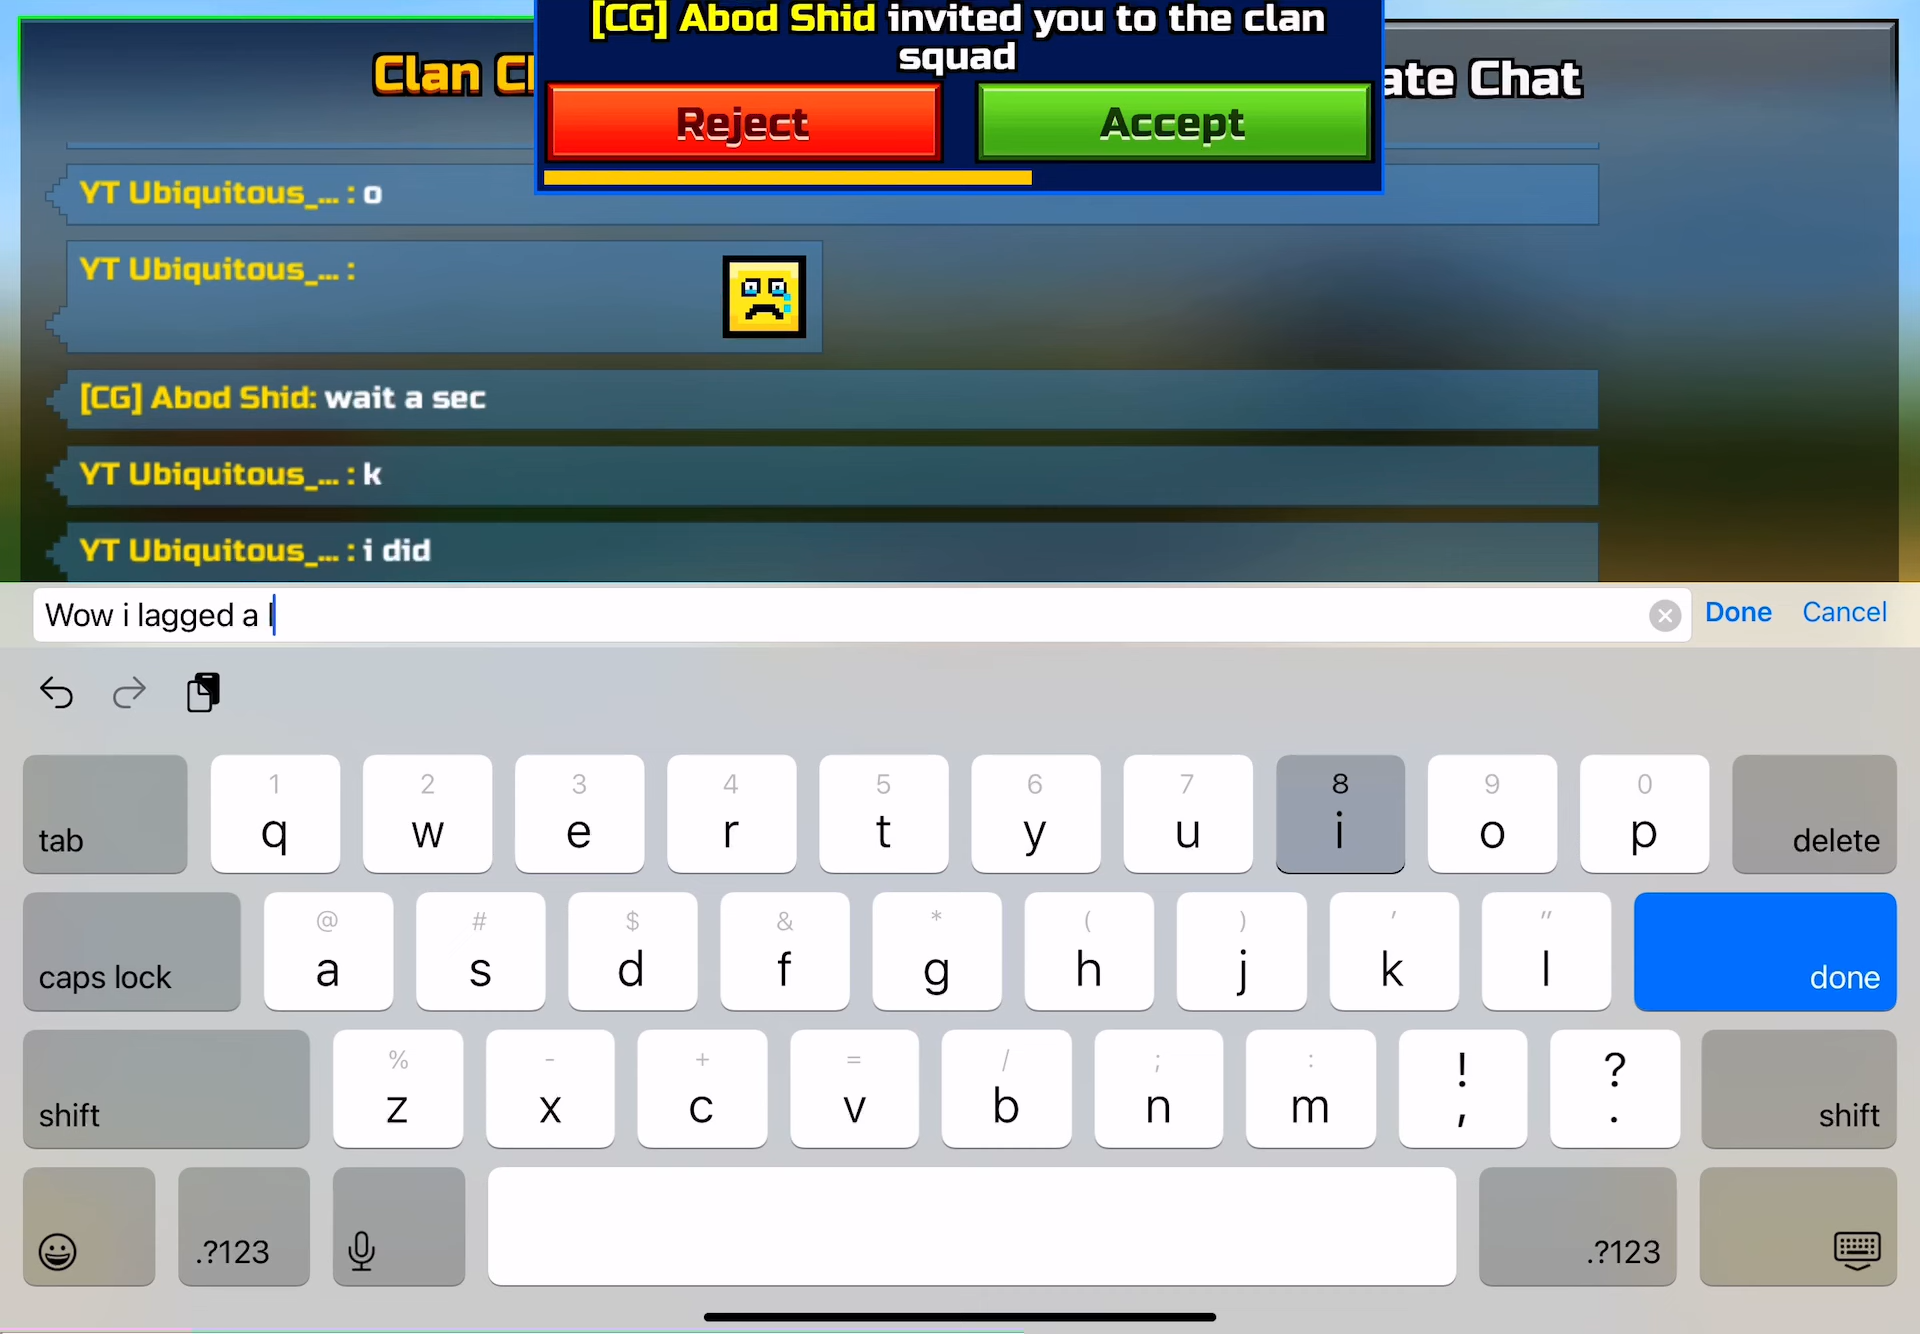 [CG] Abod Shid invited you to the clan
squad
Clan C
ate Chat
Reject
Accept
YT Ubiquitous_... : o
YT Ubiquitous_... :
[CG] Abod Shid: wait a sec
YT Ubiquitous_... : k
YT Ubiquitous_... : i did
Wow i lagged a l
Done
Cancel
1 2 3 4 5 6 7 8 9 0
tab q w e r t y u i o p delete
@ # $ & * ( ) ' "
caps lock a s d f g h j k l done
% - + = / ; : ! ?
shift z x c v b n m , . shift
.?123 .?123